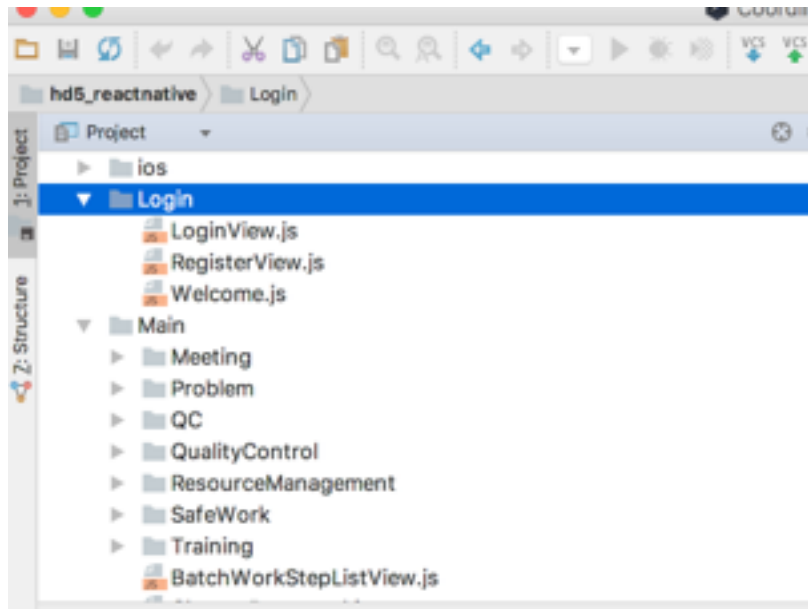 VCS VCS
hd5_reactnative Login
1: Project
Project
ios
Login
LoginView.js
RegisterView.js
Welcome.js
Z: Structure
Main
Meeting
Problem
QC
QualityControl
ResourceManagement
SafeWork
Training
BatchWorkStepListView.js